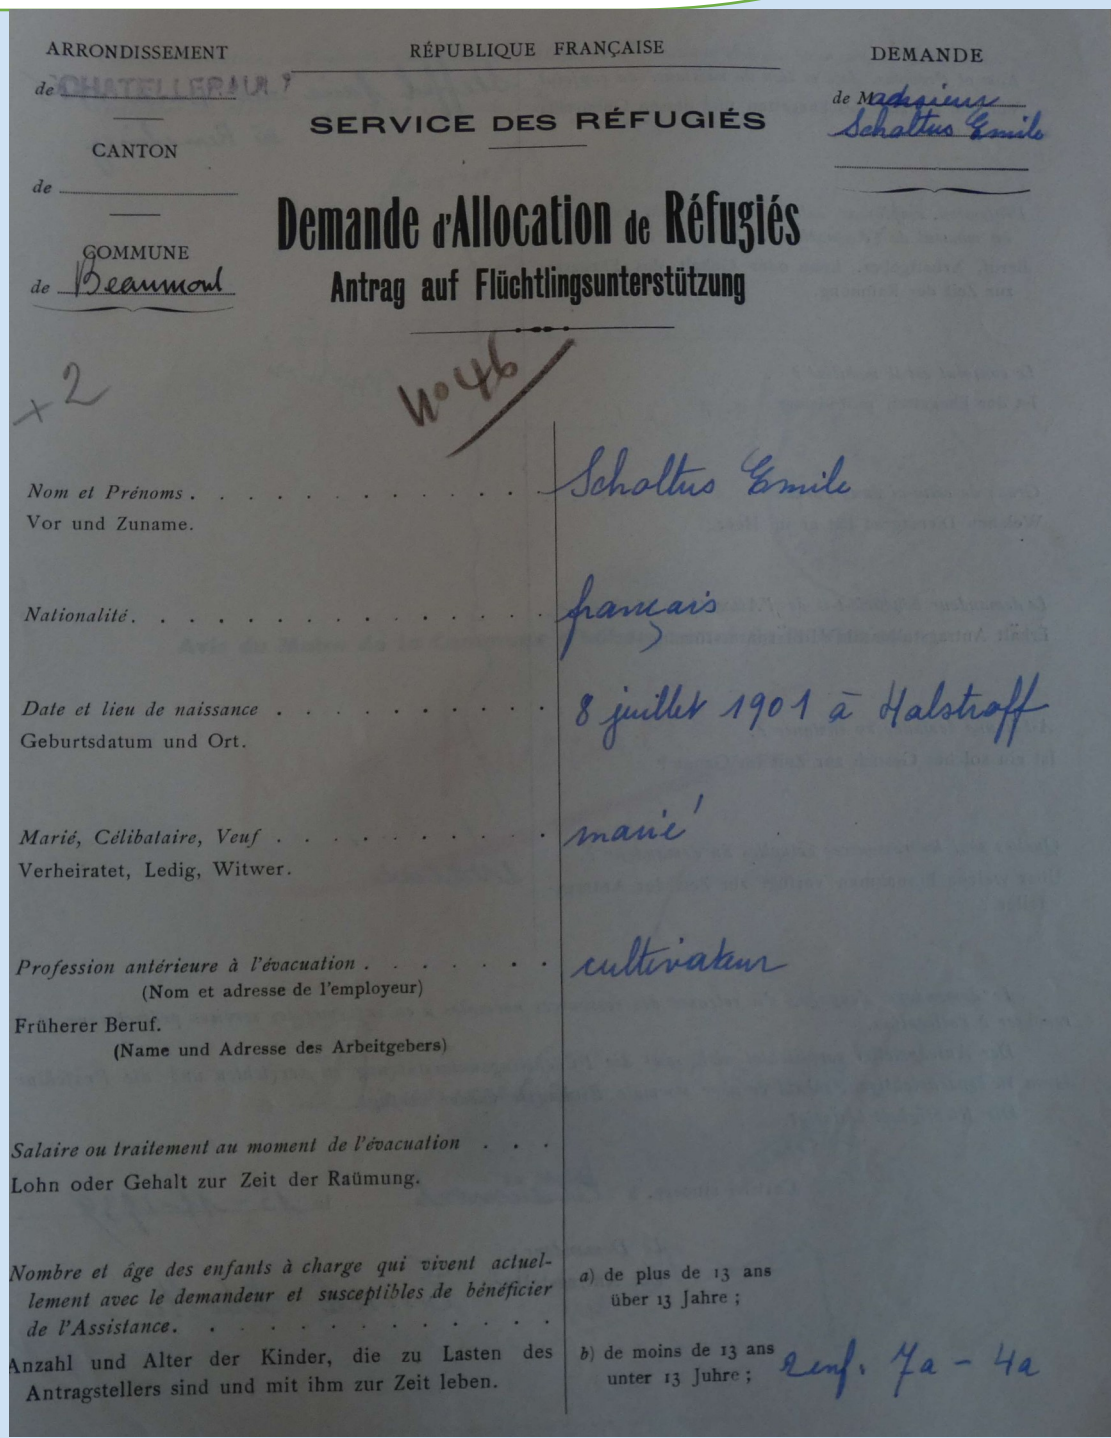 ARRONDISSEMENT
de CHATELLERAULT
CANTON
de
COMMUNE
de Beaumont
RÉPUBLIQUE FRANÇAISE
SERVICE DES RÉFUGIÉS
Demande d'Allocation de Réfugiés
Antrag auf Flüchtlingsunterstützung
DEMANDE
de Monsieur
Scholtus Emile
+2
No 46
Nom et Prénoms . . . . . . . . . . . . . Scholtus Emile
Vor und Zuname.
Nationalité. . . . . . . . . . . . . . . français
Date et lieu de naissance . . . . . . . . . . 8 juillet 1901 à Halstroff
Geburtsdatum und Ort.
Marié, Célibataire, Veuf . . . . . . . . . . marié
Verheiratet, Ledig, Witwer.
Profession antérieure à l'évacuation . . . . . . . cultivateur
(Nom et adresse de l'employeur)
Früherer Beruf.
(Name und Adresse des Arbeitgebers)
Salaire ou traitement au moment de l'évacuation . . .
Lohn oder Gehalt zur Zeit der Raümung.
Nombre et âge des enfants à charge qui vivent actuel-
lement avec le demandeur et susceptibles de bénéficier
de l'Assistance. . . . . . . . . . . . .
Anzahl und Alter der Kinder, die zu Lasten des
Antragstellers sind und mit ihm zur Zeit leben.
a) de plus de 13 ans
über 13 Jahre ;
b) de moins de 13 ans 2 enf. 7a - 4a
unter 13 Juhre ;